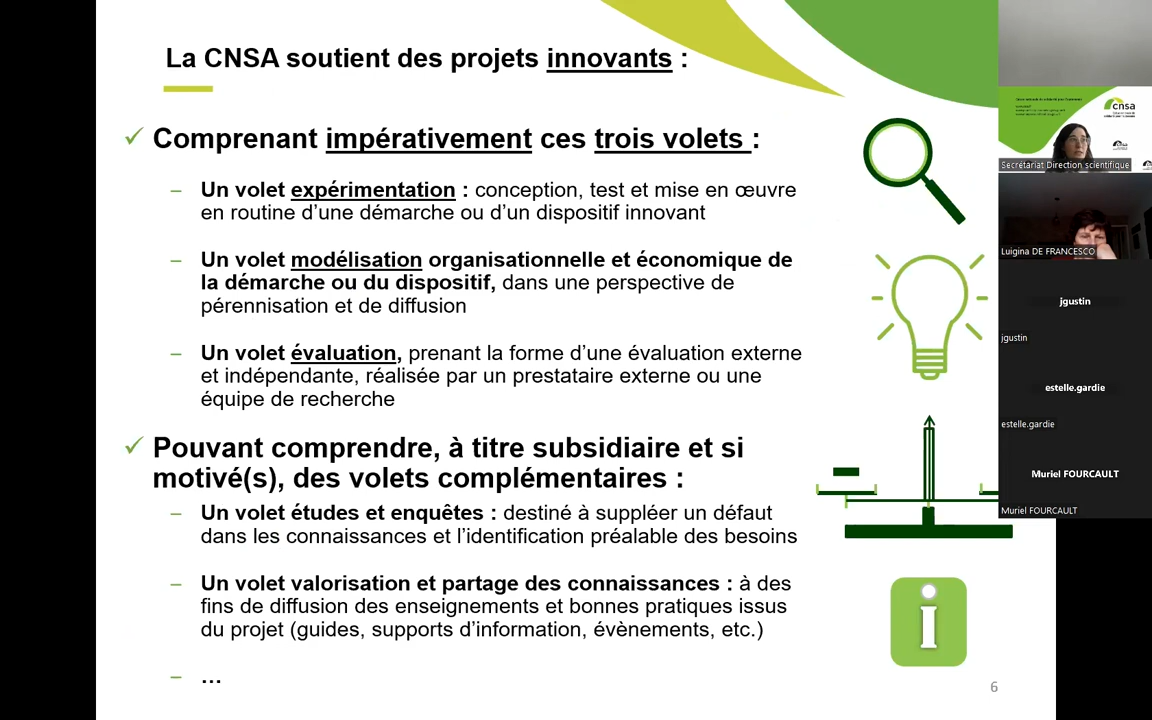 La CNSA soutient des projets innovants :
✓ Comprenant impérativement ces trois volets :
– Un volet expérimentation : conception, test et mise en œuvre
en routine d’une démarche ou d’un dispositif innovant
– Un volet modélisation organisationnelle et économique de
la démarche ou du dispositif, dans une perspective de
pérennisation et de diffusion
– Un volet évaluation, prenant la forme d’une évaluation externe
et indépendante, réalisée par un prestataire externe ou une
équipe de recherche
✓ Pouvant comprendre, à titre subsidiaire et si
motivé(s), des volets complémentaires :
– Un volet études et enquêtes : destiné à suppléer un défaut
dans les connaissances et l’identification préalable des besoins
– Un volet valorisation et partage des connaissances : à des
fins de diffusion des enseignements et bonnes pratiques issus
du projet (guides, supports d’information, évènements, etc.)
– …
6
cnsa
Secrétariat Direction scientifique
Luigina DE FRANCESCO
jgustin
jgustin
estelle.gardie
estelle.gardie
Muriel FOURCAULT
Muriel FOURCAULT